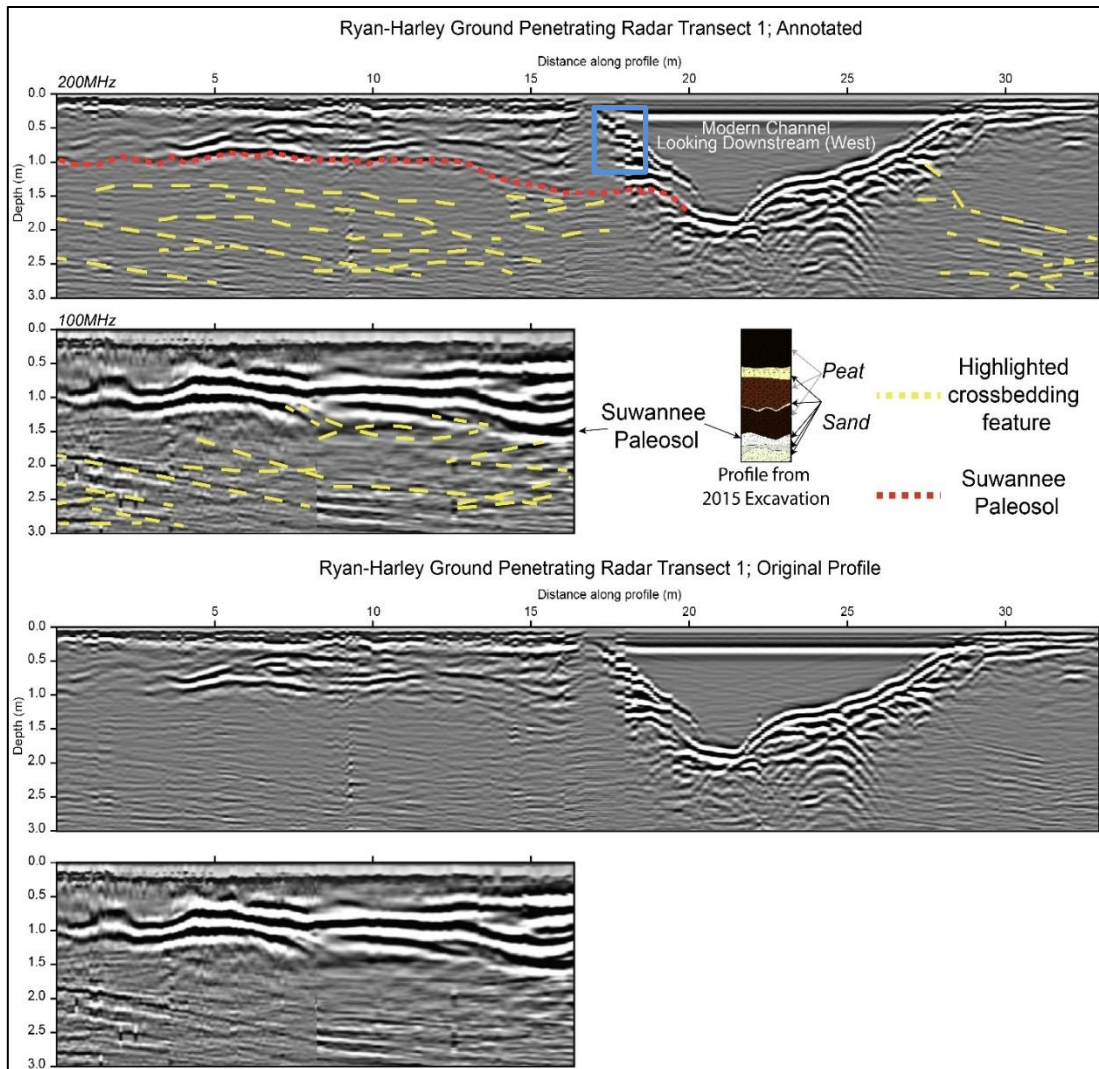 Ryan-Harley Ground Penetrating Radar Transect 1; Annotated
Distance along profile (m)
200MHz
5 10 15 20 25 30
0.0
0.5
1.0
1.5
2.0
2.5
3.0
Depth (m)
Modern Channel
Looking Downstream (West)
100MHz
0.0
0.5
1.0
1.5
2.0
2.5
3.0
Suwannee
Paleosol
Peat
Sand
Profile from
2015 Excavation
Highlighted
crossbedding
feature
Suwannee
Paleosol
Ryan-Harley Ground Penetrating Radar Transect 1; Original Profile
Distance along profile (m)
5 10 15 20 25 30
0.0
0.5
1.0
1.5
2.0
2.5
3.0
Depth (m)
0.0
0.5
1.0
1.5
2.0
2.5
3.0